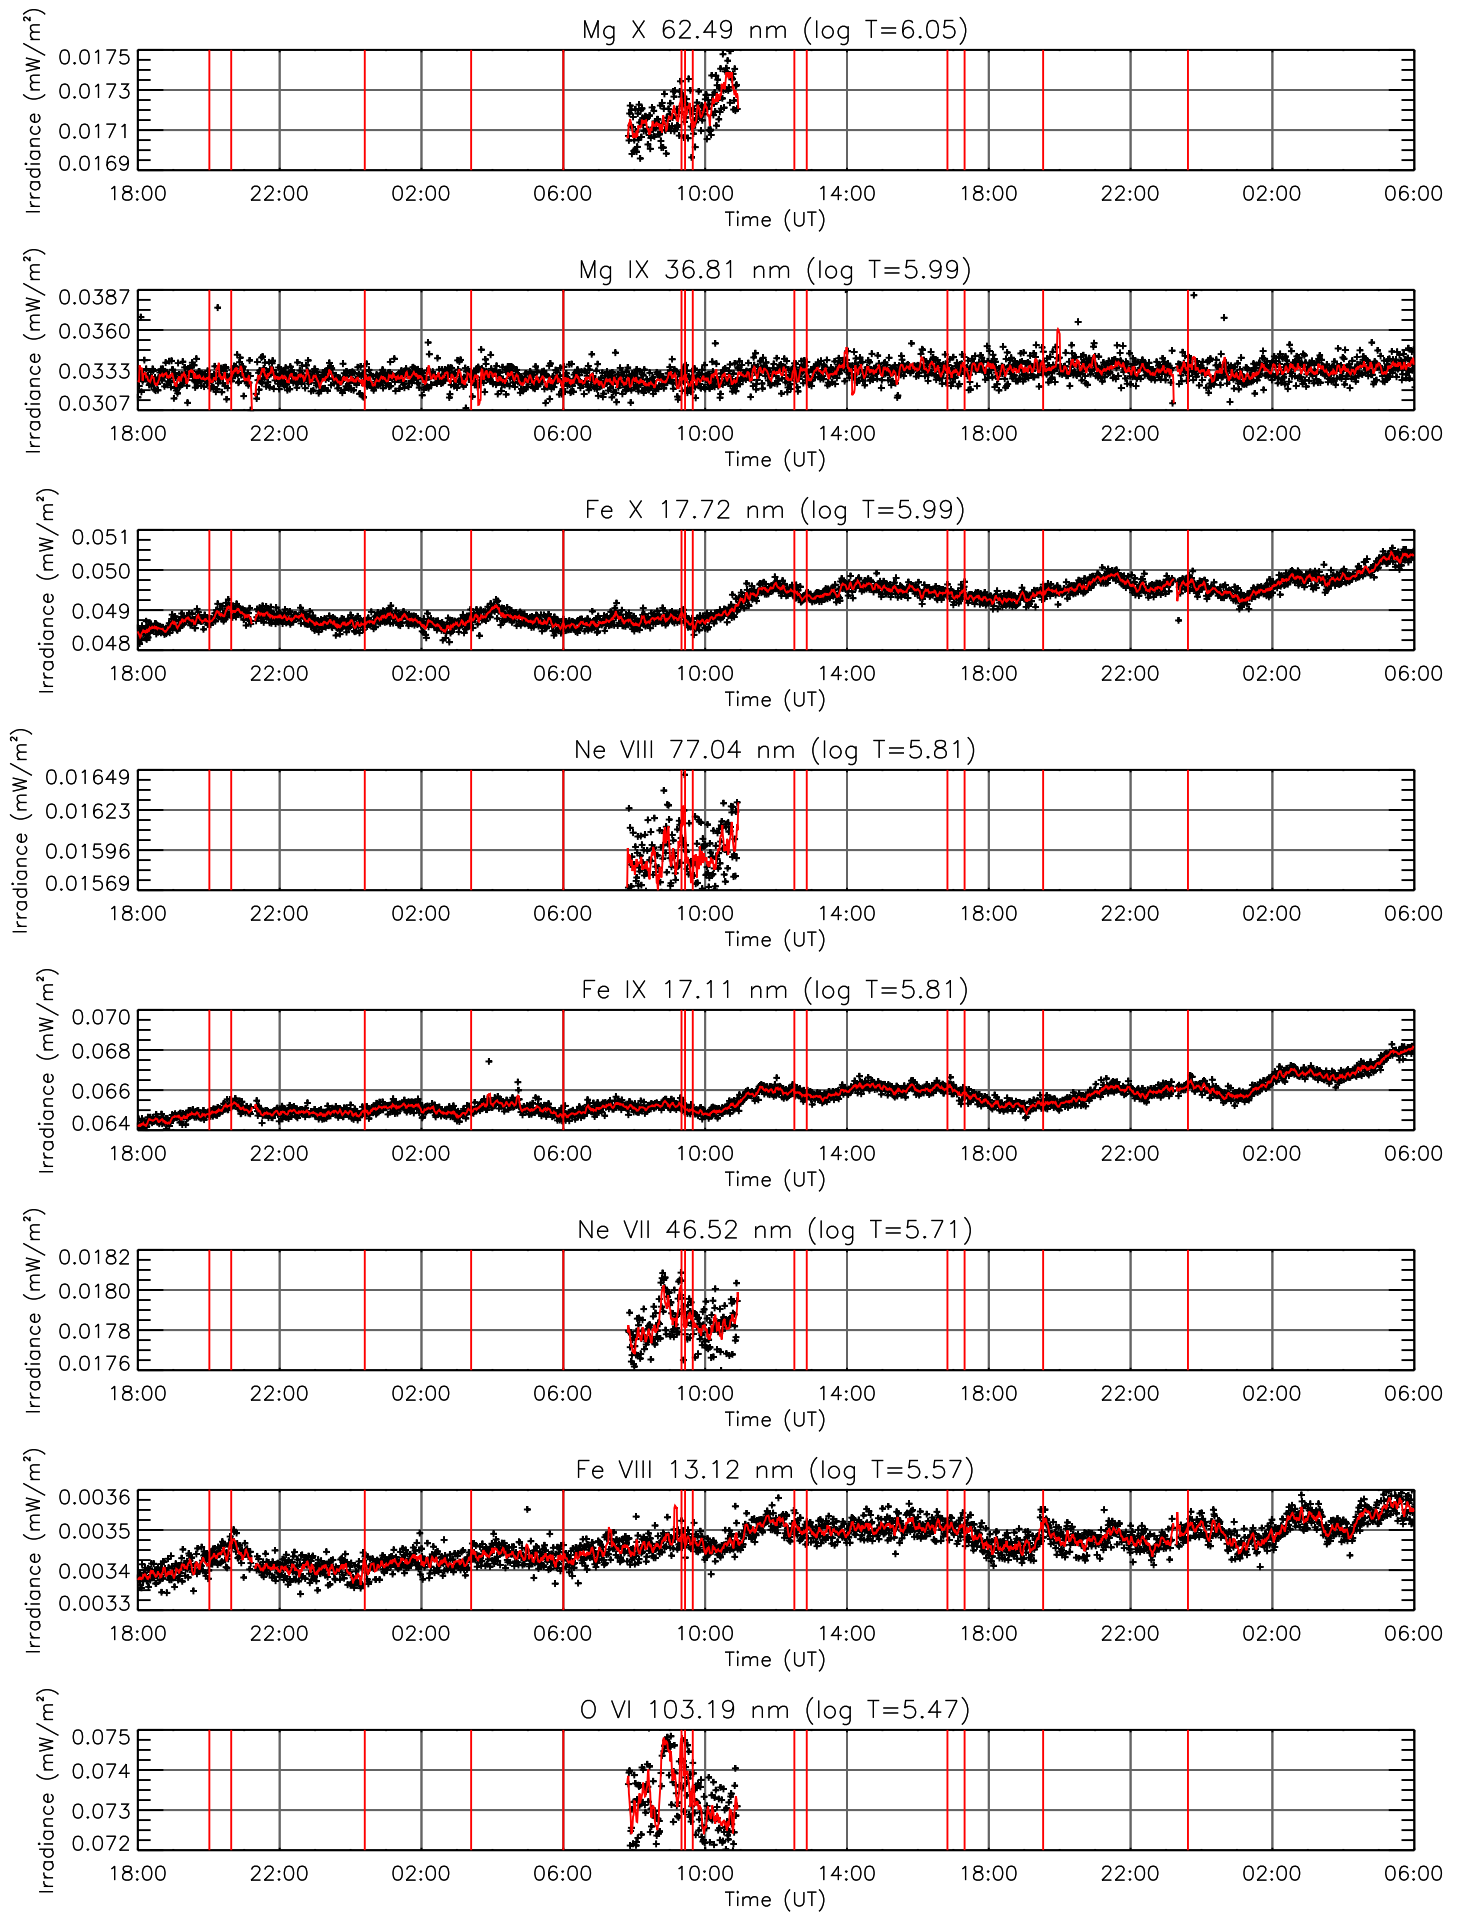 Mg X 62.49 nm (log T=6.05)
Irradiance (mW/m²)
0.0175
0.0173
0.0171
0.0169
18:00 22:00 02:00 06:00 10:00 14:00 18:00 22:00 02:00 06:00
Time (UT)
Mg IX 36.81 nm (log T=5.99)
Irradiance (mW/m²)
0.0387
0.0360
0.0333
0.0307
18:00 22:00 02:00 06:00 10:00 14:00 18:00 22:00 02:00 06:00
Time (UT)
Fe X 17.72 nm (log T=5.99)
Irradiance (mW/m²)
0.051
0.050
0.049
0.048
18:00 22:00 02:00 06:00 10:00 14:00 18:00 22:00 02:00 06:00
Time (UT)
Ne VIII 77.04 nm (log T=5.81)
Irradiance (mW/m²)
0.01649
0.01623
0.01596
0.01569
18:00 22:00 02:00 06:00 10:00 14:00 18:00 22:00 02:00 06:00
Time (UT)
Fe IX 17.11 nm (log T=5.81)
Irradiance (mW/m²)
0.070
0.068
0.066
0.064
18:00 22:00 02:00 06:00 10:00 14:00 18:00 22:00 02:00 06:00
Time (UT)
Ne VII 46.52 nm (log T=5.71)
Irradiance (mW/m²)
0.0182
0.0180
0.0178
0.0176
18:00 22:00 02:00 06:00 10:00 14:00 18:00 22:00 02:00 06:00
Time (UT)
Fe VIII 13.12 nm (log T=5.57)
Irradiance (mW/m²)
0.0036
0.0035
0.0034
0.0033
18:00 22:00 02:00 06:00 10:00 14:00 18:00 22:00 02:00 06:00
Time (UT)
O VI 103.19 nm (log T=5.47)
Irradiance (mW/m²)
0.075
0.074
0.073
0.072
18:00 22:00 02:00 06:00 10:00 14:00 18:00 22:00 02:00 06:00
Time (UT)